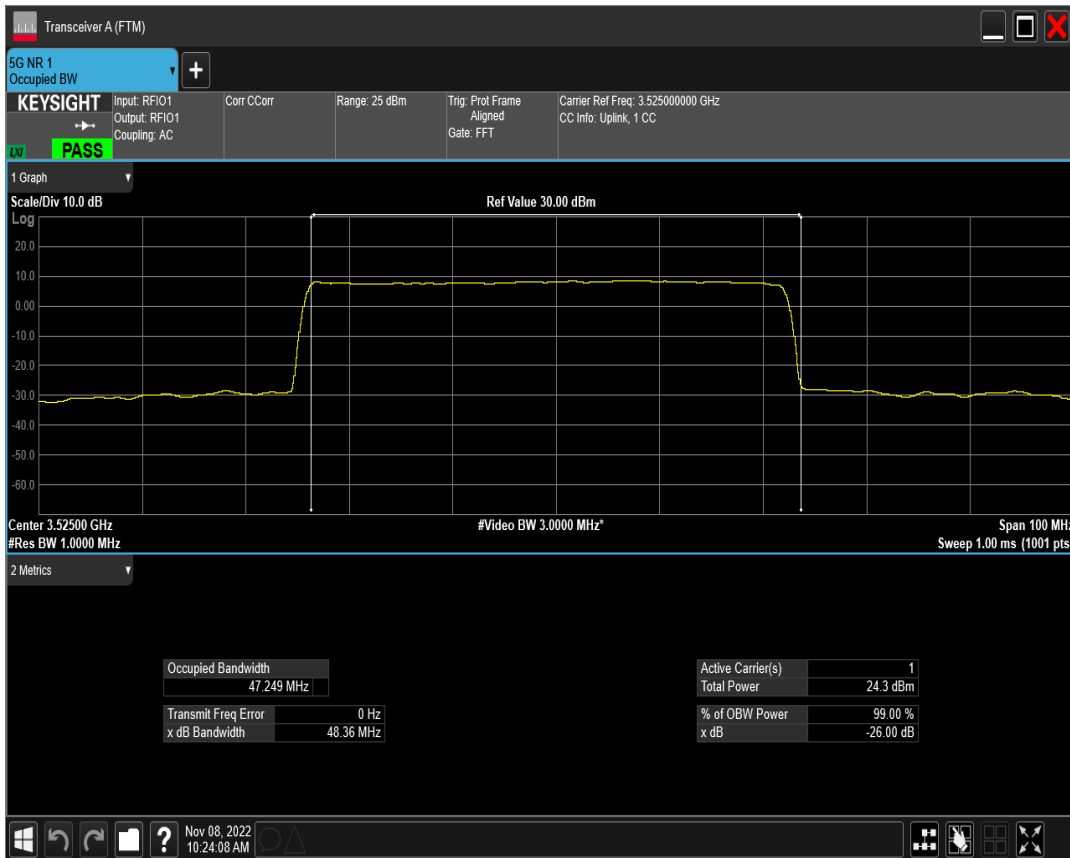 Transceiver A (FTM)
5G NR 1
Occupied BW
+
KEYSIGHT
LXI
PASS
Input: RFIO1
Output: RFIO1
Coupling: AC
Corr CCorr
Range: 25 dBm
Trig: Prot Frame
Aligned
Gate: FFT
Carrier Ref Freq: 3.525000000 GHz
CC Info: Uplink, 1 CC
1 Graph
Scale/Div 10.0 dB
Ref Value 30.00 dBm
Log
20.0
10.0
0.00
-10.0
-20.0
-30.0
-40.0
-50.0
-60.0
Center 3.52500 GHz
#Video BW 3.0000 MHz*
Span 100 MHz
#Res BW 1.0000 MHz
Sweep 1.00 ms (1001 pts
2 Metrics
Occupied Bandwidth
47.249 MHz
Transmit Freq Error 0 Hz
x dB Bandwidth 48.36 MHz
Active Carrier(s) 1
Total Power 24.3 dBm
% of OBW Power 99.00 %
x dB -26.00 dB
?
Nov 08, 2022
10:24:08 AM